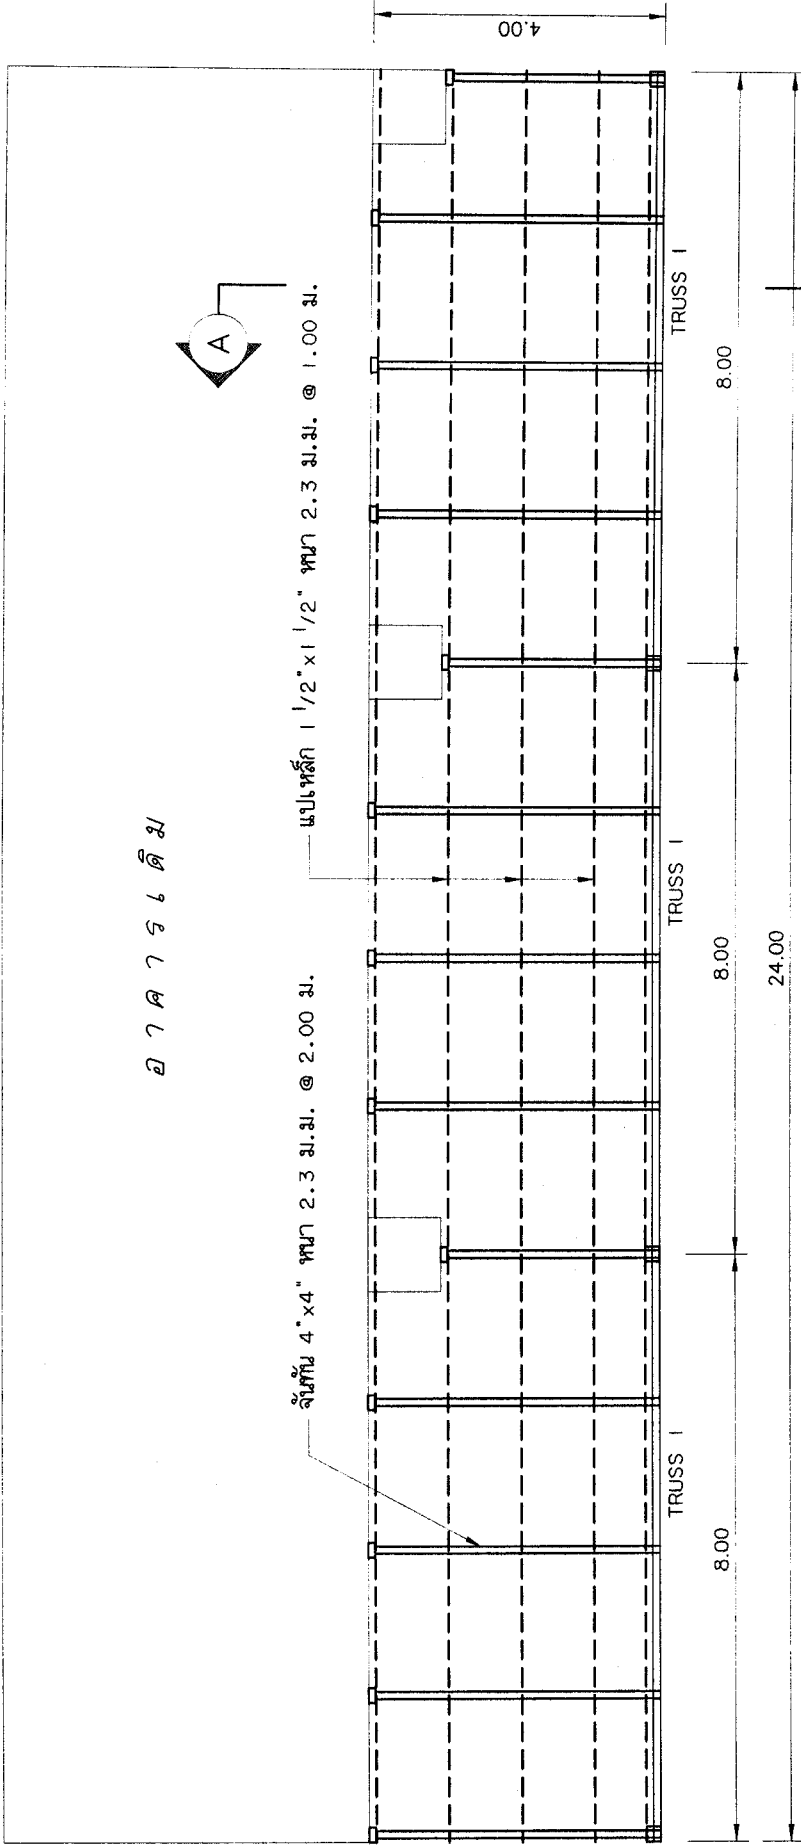 อาคารเดิม
A
จันทัน 4"x4" หนา 2.3 ม.ม. @ 2.00 ม.
แปเหล็ก 1 1/2"x1 1/2" หนา 2.3 ม.ม. @ 1.00 ม.
4.00
TRUSS 1
TRUSS 1
TRUSS 1
8.00
8.00
8.00
24.00